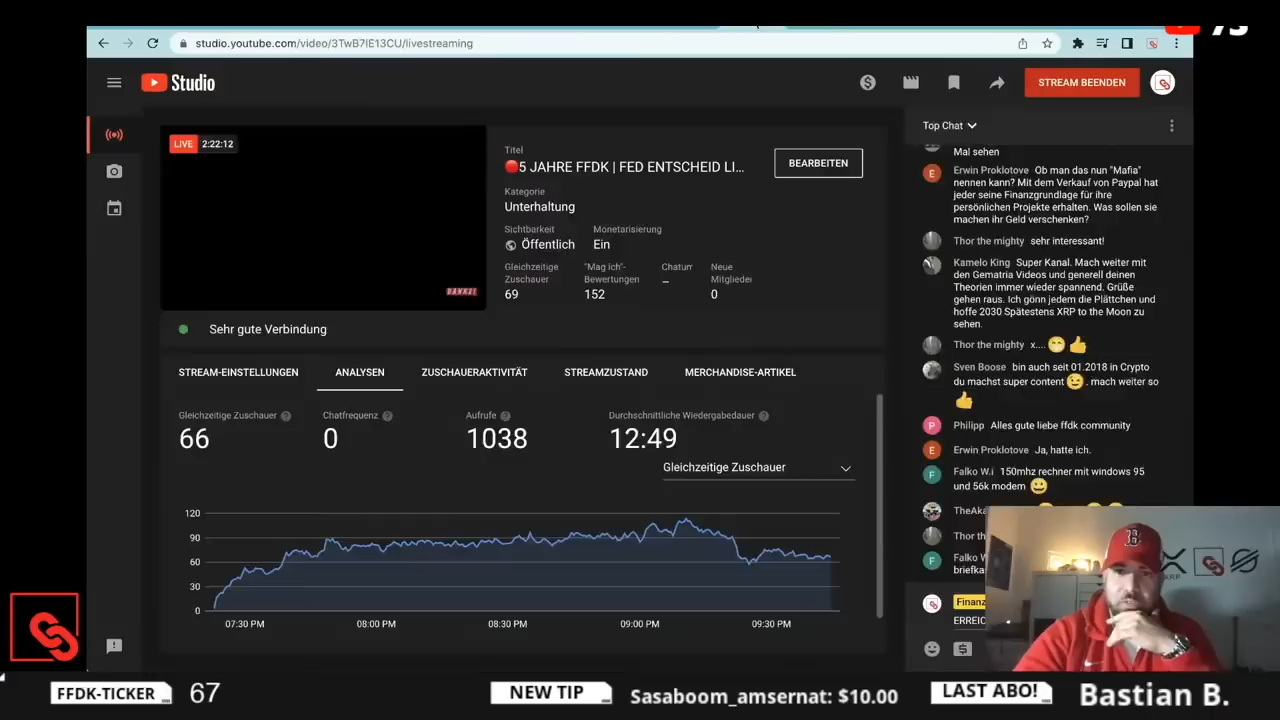 studio.youtube.com/video/3TwB7lE13CU/livestreaming
Studio
STREAM BEENDEN
LIVE 2:22:12
DANKE!
Titel
5 JAHRE FFDK | FED ENTSCHEID LI...
BEARBEITEN
Kategorie
Unterhaltung
Sichtbarkeit Monetarisierung
Öffentlich Ein
Gleichzeitige "Mag ich"- Chatum Neue
Zuschauer Bewertungen – Mitglieder
69 152 0
Sehr gute Verbindung
STREAM-EINSTELLUNGEN ANALYSEN ZUSCHAUERAKTIVITÄT STREAMZUSTAND MERCHANDISE-ARTIKEL
Gleichzeitige Zuschauer Chatfrequenz Aufrufe Durchschnittliche Wiedergabedauer
66 0 1038 12:49
Gleichzeitige Zuschauer
120
90
60
30
0
07:30 PM 08:00 PM 08:30 PM 09:00 PM 09:30 PM
Top Chat
Mal sehen
Erwin Proklotove Ob man das nun "Mafia"
nennen kann? Mit dem Verkauf von Paypal hat
jeder seine Finanzgrundlage für ihre
persönlichen Projekte erhalten. Was sollen sie
machen ihr Geld verschenken?
Thor the mighty sehr interessant!
Kamelo King Super Kanal. Mach weiter mit
den Gematria Videos und generell deinen
Theorien immer wieder spannend. Grüße
gehen raus. Ich gönn jedem die Plättchen und
hoffe 2030 Spätestens XRP to the Moon zu
sehen.
Thor the mighty x....😁👍
Sven Boose bin auch seit 01.2018 in Crypto
du machst super content 😉. mach weiter so
👍
Philipp Alles gute liebe ffdk community
Erwin Proklotove Ja, hatte ich.
Falko W.i 150mhz rechner mit windows 95
und 56k modem 😀
TheAka
Thor th
Falko W
briefka
Finanz
ERREIC
XRP
FFDK-TICKER 67 NEW TIP Sasaboom_amsernat: $10.00 LAST ABO! Bastian B.